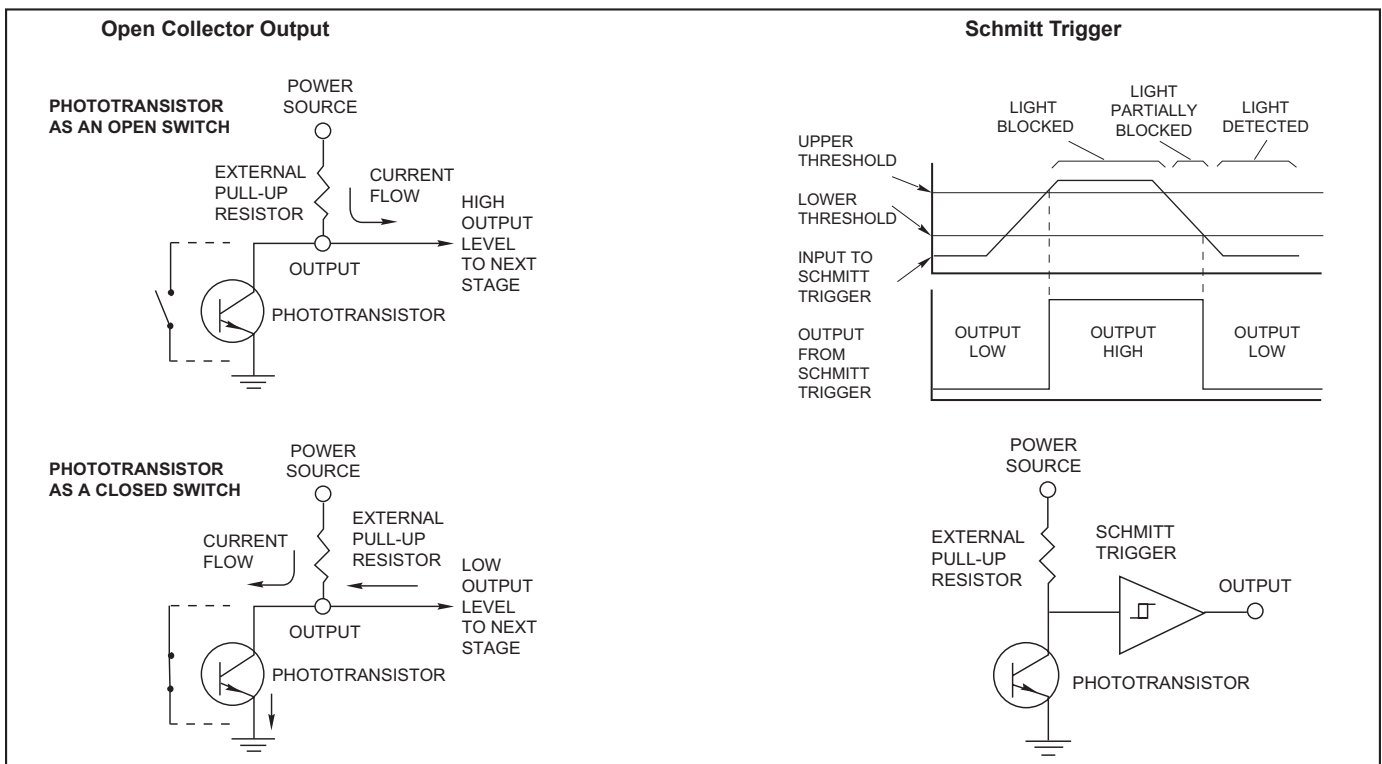 Open Collector Output
PHOTOTRANSISTOR
AS AN OPEN SWITCH
POWER
SOURCE
EXTERNAL
PULL-UP
RESISTOR
CURRENT
FLOW
HIGH
OUTPUT
LEVEL
TO NEXT
STAGE
OUTPUT
PHOTOTRANSISTOR
PHOTOTRANSISTOR
AS A CLOSED SWITCH
POWER
SOURCE
CURRENT
FLOW
EXTERNAL
PULL-UP
RESISTOR
LOW
OUTPUT
LEVEL
TO NEXT
STAGE
OUTPUT
PHOTOTRANSISTOR
Schmitt Trigger
LIGHT
BLOCKED
LIGHT
PARTIALLY
BLOCKED
LIGHT
DETECTED
UPPER
THRESHOLD
LOWER
THRESHOLD
INPUT TO
SCHMITT
TRIGGER
OUTPUT
FROM
SCHMITT
TRIGGER
OUTPUT
LOW
OUTPUT
HIGH
OUTPUT
LOW
POWER
SOURCE
EXTERNAL
PULL-UP
RESISTOR
SCHMITT
TRIGGER
OUTPUT
PHOTOTRANSISTOR